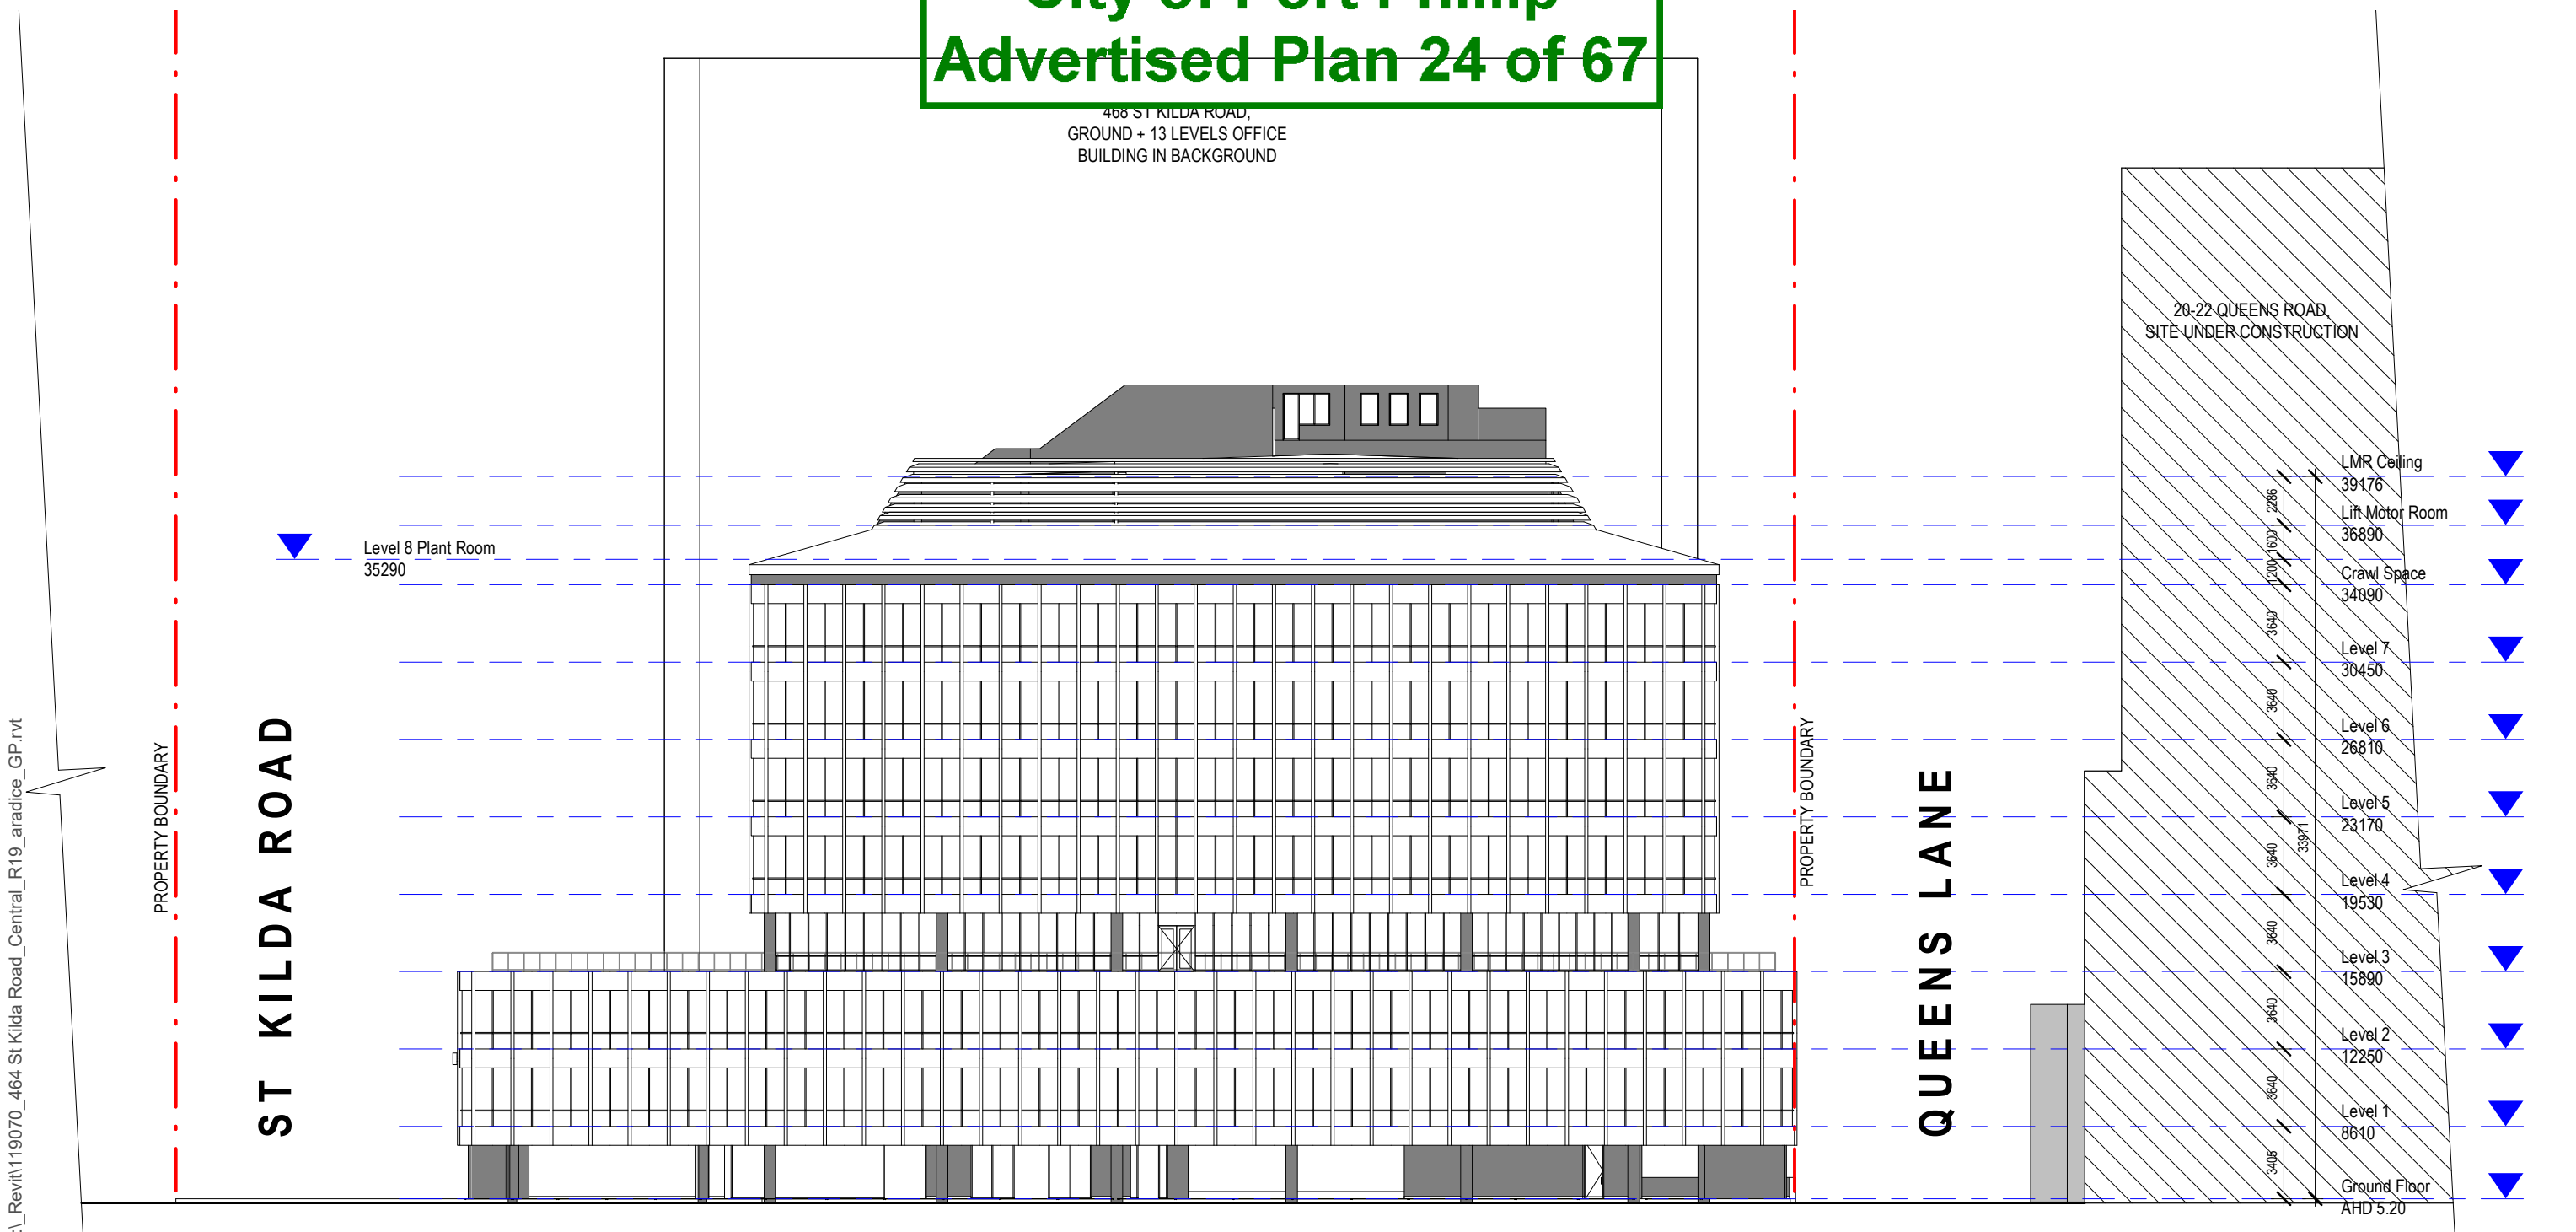 City of Port Phillip
Advertised Plan 24 of 67
468 ST KILDA ROAD,
GROUND + 13 LEVELS OFFICE
BUILDING IN BACKGROUND
20-22 QUEENS ROAD,
SITE UNDER CONSTRUCTION
Level 8 Plant Room
35290
LMR Ceiling
39176
Lift Motor Room
36890
Crawl Space
34090
Level 7
30450
Level 6
26810
Level 5
23170
Level 4
19530
Level 3
15890
Level 2
12250
Level 1
8610
Ground Floor
AHD 5.20
2286
1600
1200
3640
3640
3640
3640
3640
3640
3640
3405
33971
PROPERTY BOUNDARY
ST KILDA ROAD
PROPERTY BOUNDARY
QUEENS LANE
:\_Revit\119070_464 St Kilda Road_Central_R19_aradice_GP.rvt